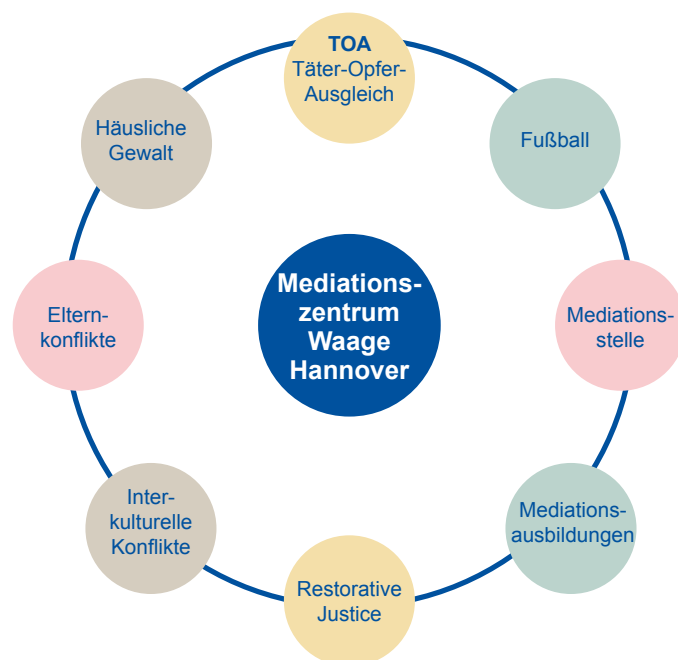 TOA
Täter-Opfer-
Ausgleich
Häusliche
Gewalt
Fußball
Eltern-
konflikte
Mediations-
zentrum
Waage
Hannover
Mediations-
stelle
Inter-
kulturelle
Konflikte
Mediations-
ausbildungen
Restorative
Justice